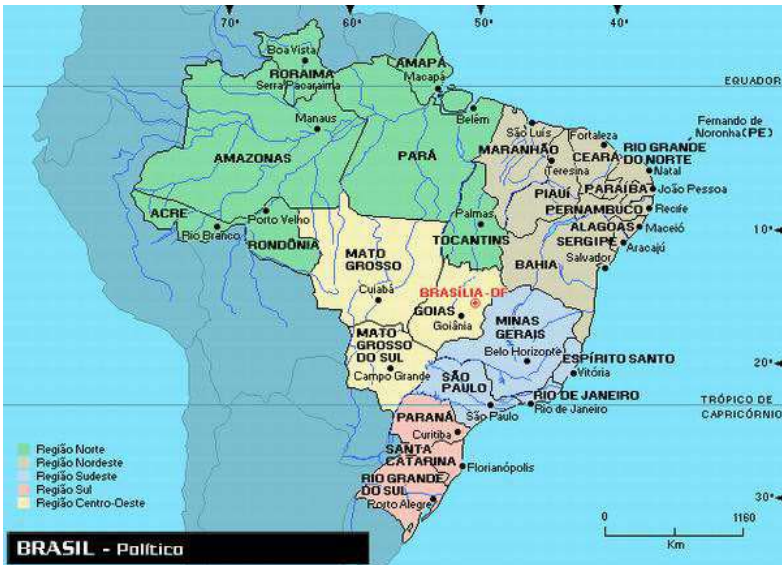 70°
60°
50°
40°
Boa Vista
RORAIMA
Serra Pacaraima
AMAPÁ
Macapá
EQUADOR
Manaus
Belém
São Luís
Fortaleza
Fernando de
Noronha(PE)
AMAZONAS
PARÁ
MARANHÃO
Teresina
CEARÁ
RIO GRANDE
DO NORTE
Natal
PIAUÍ
PARAÍBA
João Pessoa
ACRE
Rio Branco
Porto Velho
RONDÔNIA
Palmas
TOCANTINS
PERNAMBUCO
Recife
ALAGOAS
Maceió
SERGIPE
Aracajú
10°
MATO
GROSSO
Cuiabá
BAHIA
Salvador
BRASÍLIA-DF
GOIAS
Goiânia
MINAS
GERAIS
Belo Horizonte
MATO
GROSSO
DO SUL
Campo Grande
ESPÍRITO SANTO
Vitória
20°
SÃO
PAULO
São Paulo
RIO DE JANEIRO
Rio de Janeiro
TRÓPICO DE
CAPRICÓRNIO
PARANÁ
Curitiba
SANTA
CATARINA
Florianópolis
RIO GRANDE
DO SUL
Porto Alegre
30°
Região Norte
Região Nordeste
Região Sudeste
Região Sul
Região Centro-Oeste
0
1160
Km
BRASIL - Político